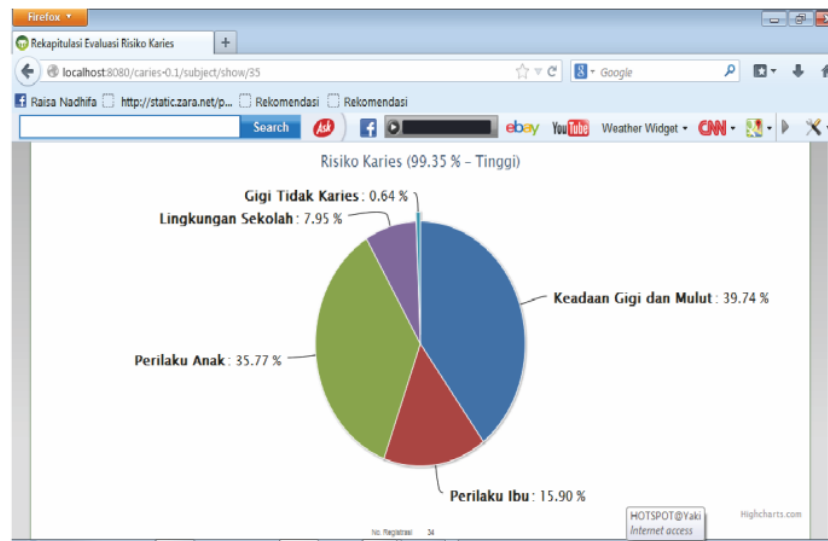 Firefox
Rekapitulasi Evaluasi Risiko Karies
localhost:8080/caries-0.1/subject/show/35
Google
Raisa Nadhifa http://static.zara.net/p... Rekomendasi Rekomendasi
Search Ask ebay You Tube Weather Widget CNN
Risiko Karies (99.35 % – Tinggi)
Gigi Tidak Karies: 0.64 %
Lingkungan Sekolah: 7.95 %
Keadaan Gigi dan Mulut: 39.74 %
Perilaku Anak: 35.77 %
Perilaku Ibu: 15.90 %
HOTSPOT@Yaki
Internet access
Highcharts.com
No. Registrasi 34